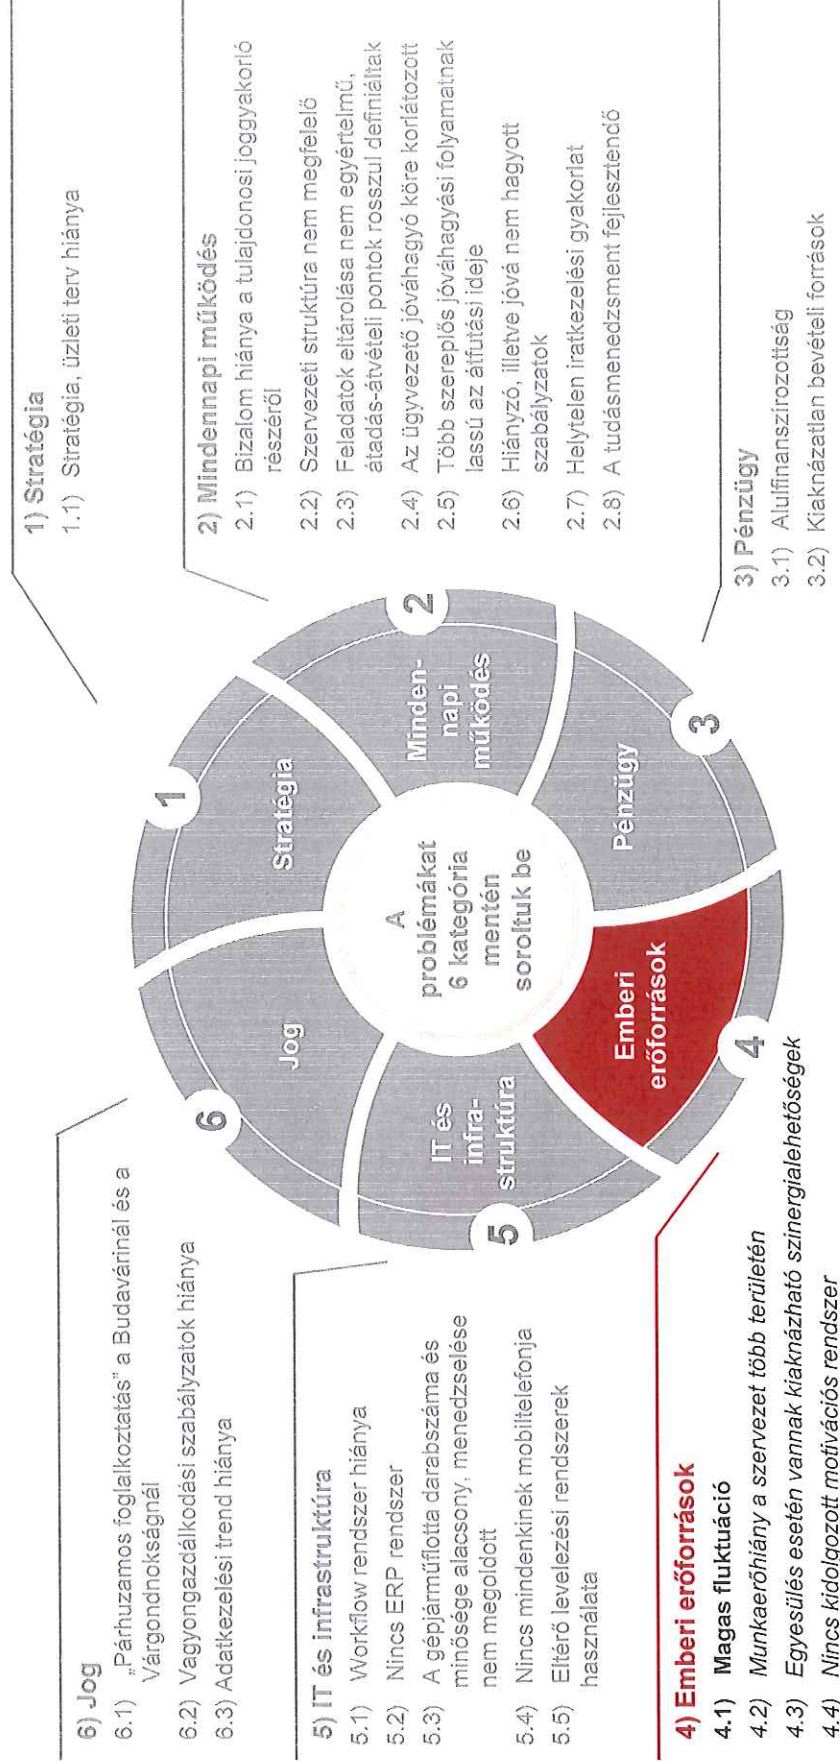 1) Stratégia
1.1) Stratégia, üzleti terv hiánya
2) Mindennapi működés
2.1) Bizalom hiánya a tulajdonosi joggyakorló
részéről
2.2) Szervezeti struktúra nem megfelelő
2.3) Feladatok eltárolása nem egyértelmű,
átadás-átvételi pontok rosszul definiáltak
2.4) Az ügyvezető jóváhagyó köre korlátozott
2.5) Több szereplős jóváhagyási folyamatnak
lassú az átfutási ideje
2.6) Hiányzó, illetve jóvá nem hagyott
szabályzatok
2.7) Helytelen iratkezelési gyakorlat
2.8) A tudásmenedzsment fejlesztendő
3) Pénzügy
3.1) Alulfinanszírozottság
3.2) Kiaknázatlan bevételi források
6) Jog
6.1) „Párhuzamos foglalkoztatás” a Budavárinál és a
Várgondnokságnál
6.2) Vagyongazdálkodási szabályzatok hiánya
6.3) Adatkezelési trend hiánya
5) IT és infrastruktúra
5.1) Workflow rendszer hiánya
5.2) Nincs ERP rendszer
5.3) A gépjárműflotta darabszáma és
minősége alacsony, menedzselése
nem megoldott
5.4) Nincs mindenkinek mobiltelefonja
5.5) Eltérő levelezési rendszerek
használata
4) Emberi erőforrások
4.1) Magas fluktuáció
4.2) Munkaerőhiány a szervezet több területén
4.3) Egyesülés esetén vannak kiaknázható szinergialehetőségek
4.4) Nincs kidolgozott motivációs rendszer
A
problémákat
6 kategória
mentén
soroltuk be
1
Stratégia
2
Minden-
napi
működés
3
Pénzügy
4
Emberi
erőforrások
5
IT és
infra-
struktúra
6
Jog